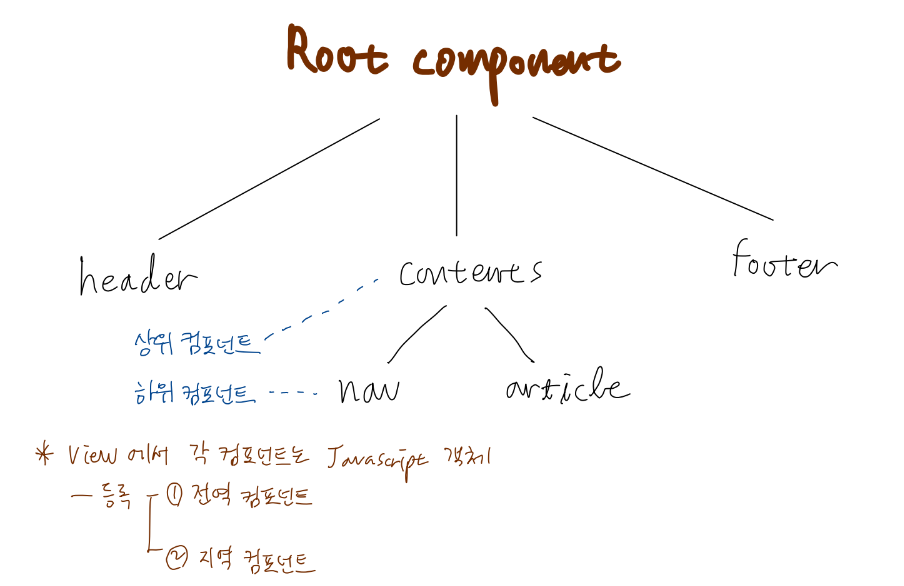 Root component
header
contents
footer
상위 컴포넌트
하위 컴포넌트
nav
article
* View 에서 각 컴포넌트는 Javascript 객체
- 등록 ① 전역 컴포넌트
② 지역 컴포넌트